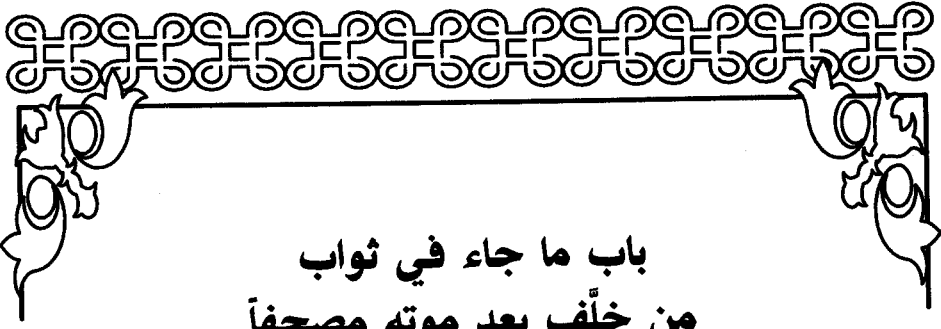 باب ما جاء في ثواب
من خلَّف بعد موته مصحفاً